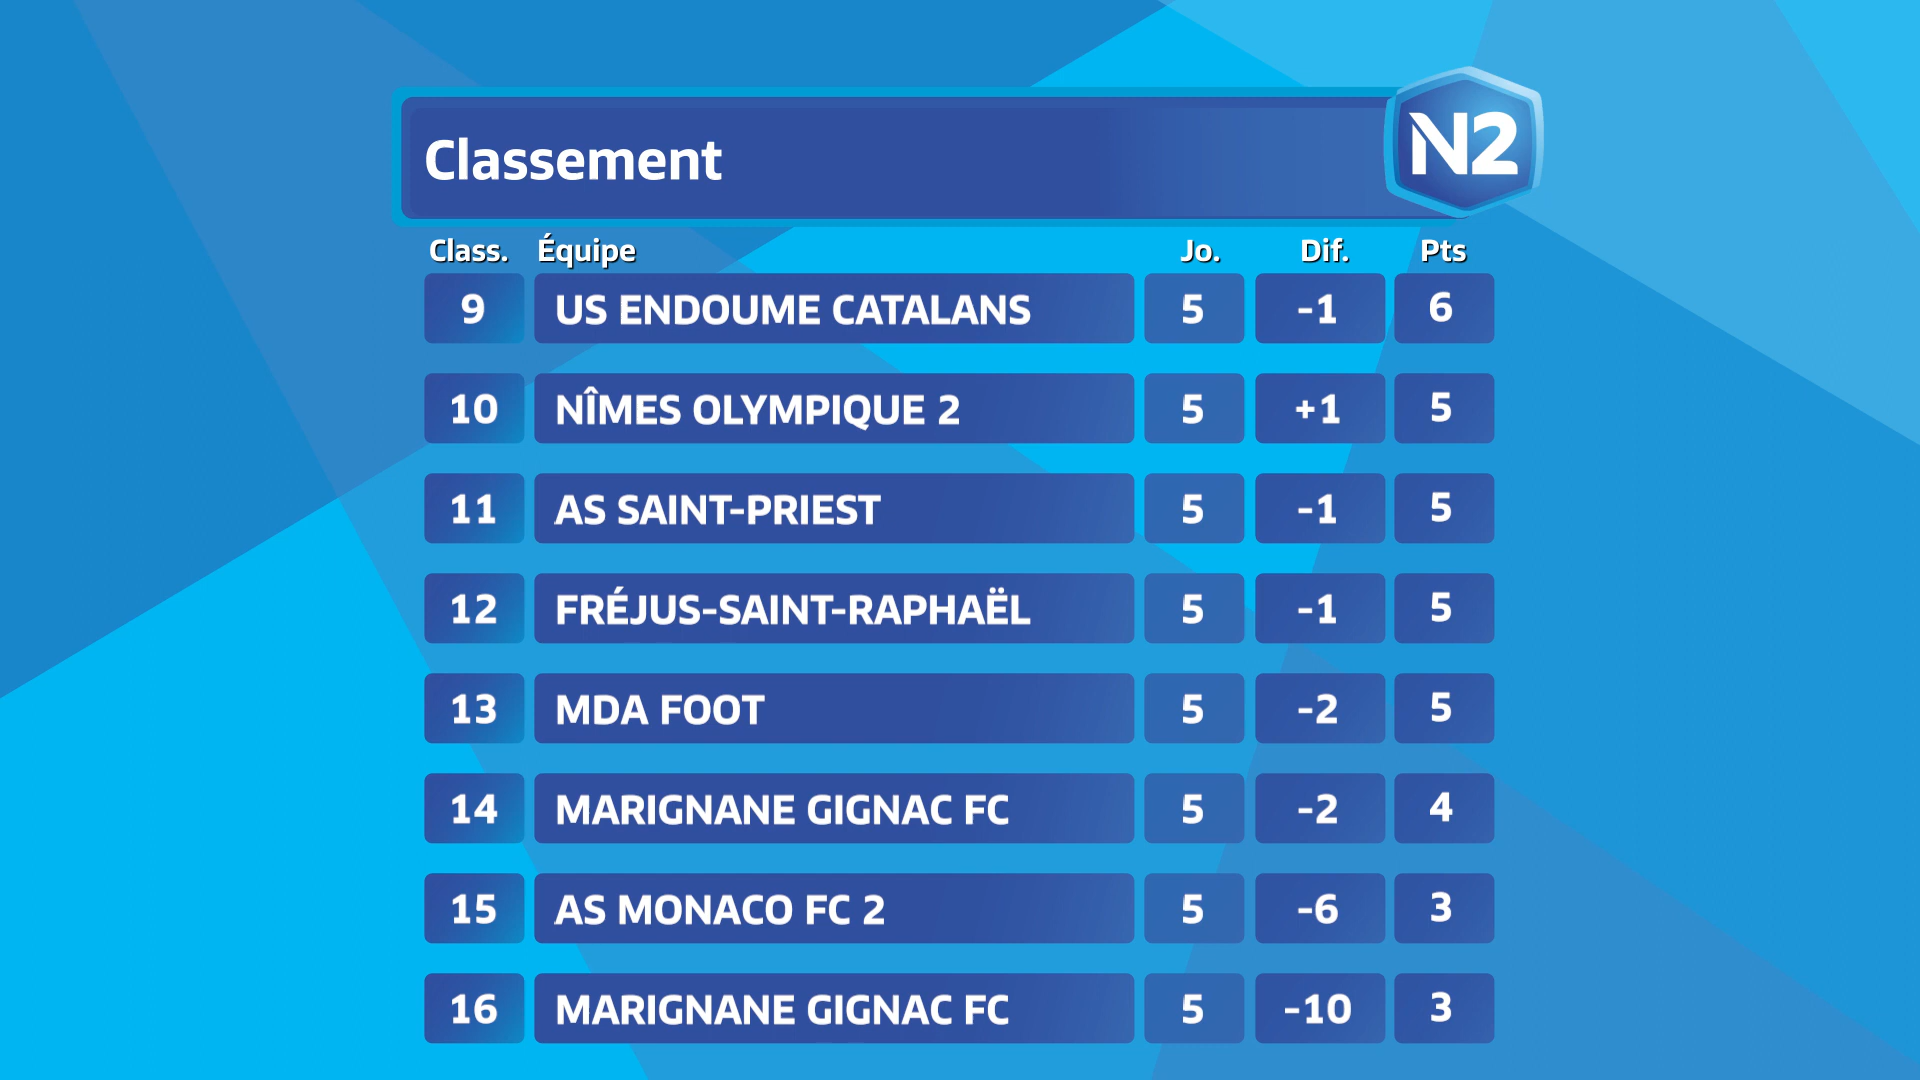 Classement N2
Class. Équipe Jo. Dif. Pts
9 US ENDOUME CATALANS 5 -1 6
10 NÎMES OLYMPIQUE 2 5 +1 5
11 AS SAINT-PRIEST 5 -1 5
12 FRÉJUS-SAINT-RAPHAËL 5 -1 5
13 MDA FOOT 5 -2 5
14 MARIGNANE GIGNAC FC 5 -2 4
15 AS MONACO FC 2 5 -6 3
16 MARIGNANE GIGNAC FC 5 -10 3